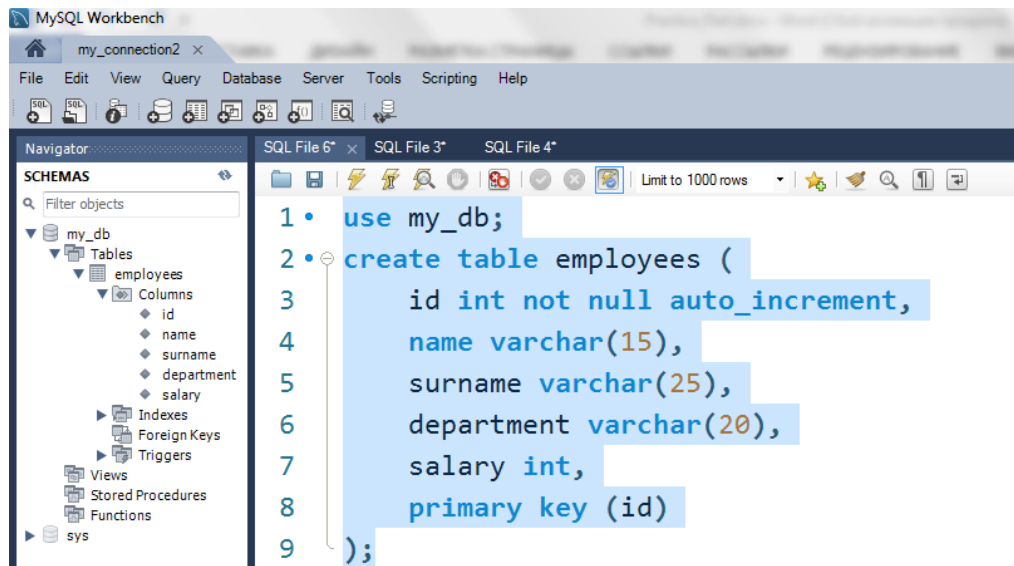 MySQL Workbench
my_connection2
File Edit View Query Database Server Tools Scripting Help
Navigator
SCHEMAS
Filter objects
my_db
Tables
employees
Columns
id
name
surname
department
salary
Indexes
Foreign Keys
Triggers
Views
Stored Procedures
Functions
sys
SQL File 6* SQL File 3* SQL File 4*
Limit to 1000 rows
1 use my_db;
2 create table employees (
3 id int not null auto_increment,
4 name varchar(15),
5 surname varchar(25),
6 department varchar(20),
7 salary int,
8 primary key (id)
9 );